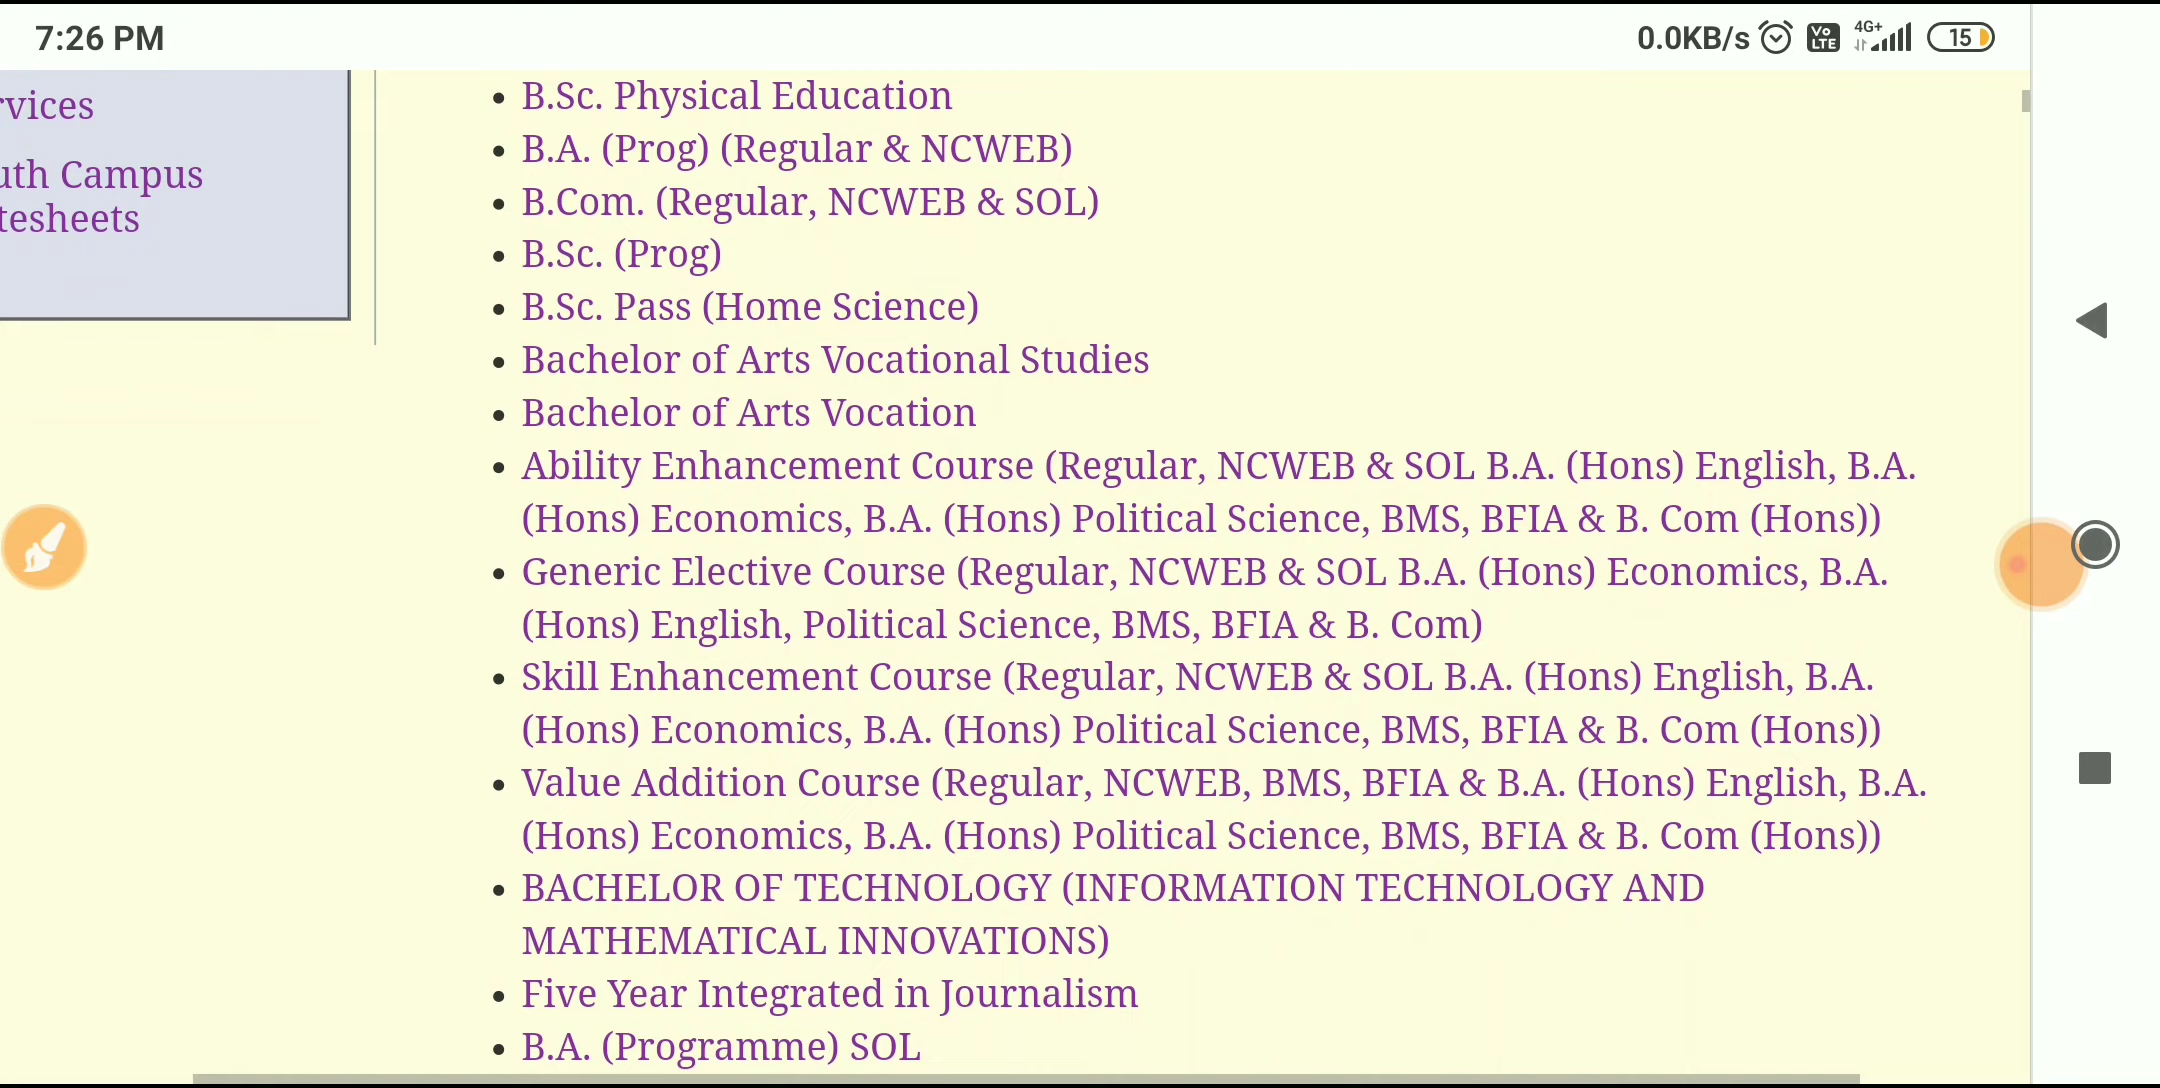 7:26 PM
0.0KB/s
Vo LTE
4G+
15
vices
uth Campus
tesheets
B.Sc. Physical Education
B.A. (Prog) (Regular & NCWEB)
B.Com. (Regular, NCWEB & SOL)
B.Sc. (Prog)
B.Sc. Pass (Home Science)
Bachelor of Arts Vocational Studies
Bachelor of Arts Vocation
Ability Enhancement Course (Regular, NCWEB & SOL B.A. (Hons) English, B.A.
(Hons) Economics, B.A. (Hons) Political Science, BMS, BFIA & B. Com (Hons))
Generic Elective Course (Regular, NCWEB & SOL B.A. (Hons) Economics, B.A.
(Hons) English, Political Science, BMS, BFIA & B. Com)
Skill Enhancement Course (Regular, NCWEB & SOL B.A. (Hons) English, B.A.
(Hons) Economics, B.A. (Hons) Political Science, BMS, BFIA & B. Com (Hons))
Value Addition Course (Regular, NCWEB, BMS, BFIA & B.A. (Hons) English, B.A.
(Hons) Economics, B.A. (Hons) Political Science, BMS, BFIA & B. Com (Hons))
BACHELOR OF TECHNOLOGY (INFORMATION TECHNOLOGY AND
MATHEMATICAL INNOVATIONS)
Five Year Integrated in Journalism
B.A. (Programme) SOL